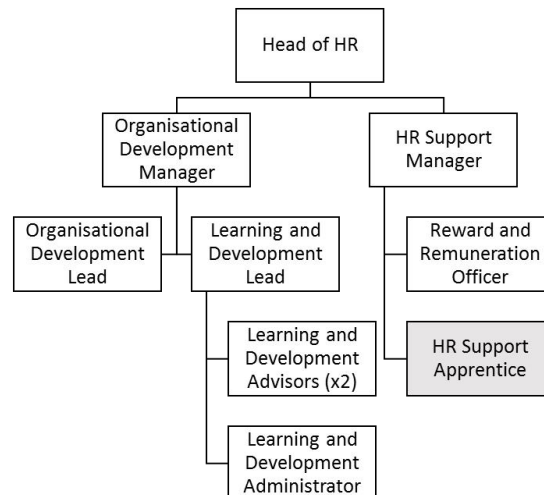 Head of HR
Organisational
Development
Manager
HR Support
Manager
Organisational
Development
Lead
Learning and
Development
Lead
Reward and
Remuneration
Officer
Learning and
Development
Advisors (x2)
HR Support
Apprentice
Learning and
Development
Administrator